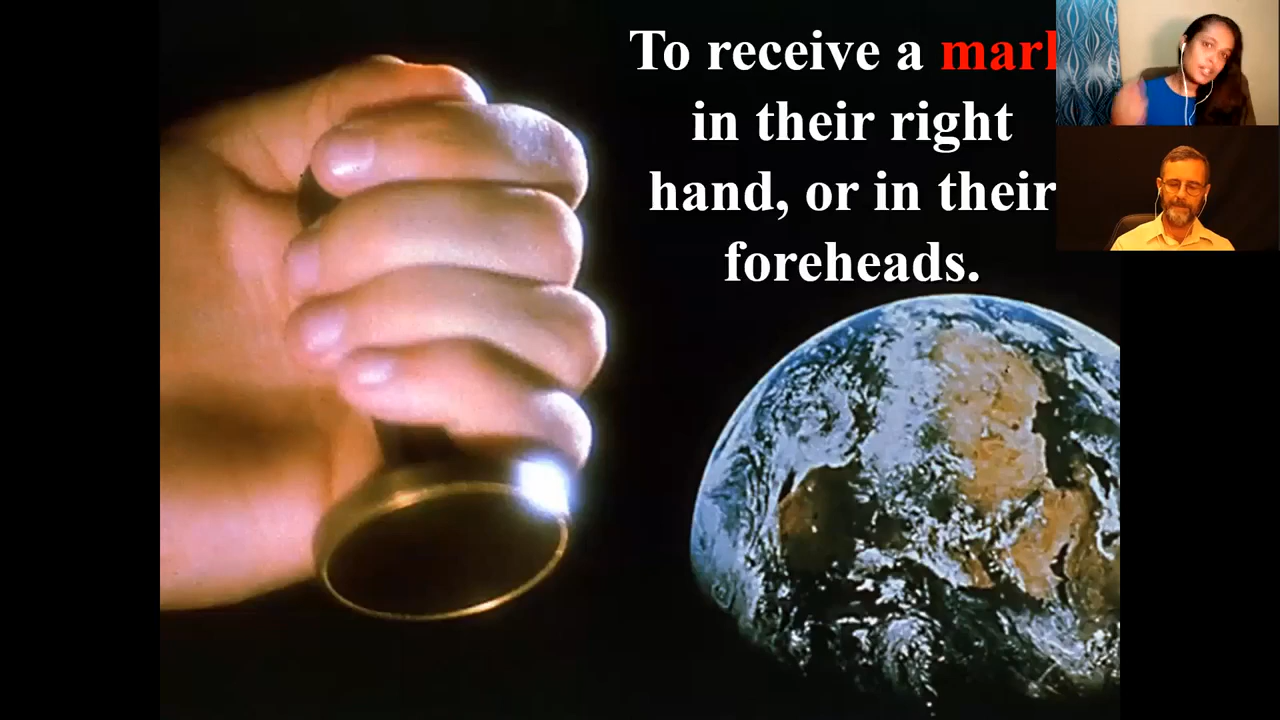 To receive a mark
in their right
hand, or in their
foreheads.